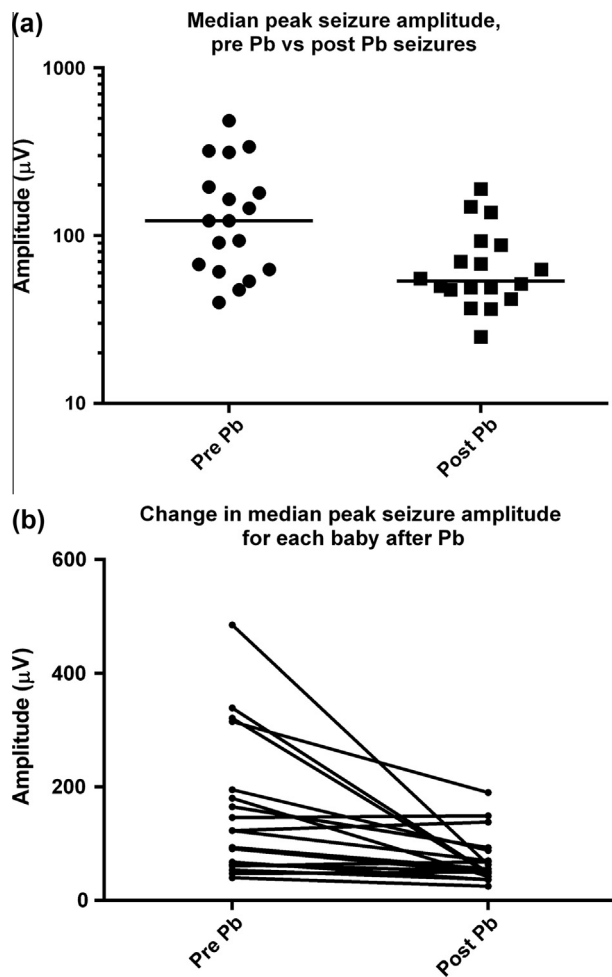 (a)
Median peak seizure amplitude,
pre Pb vs post Pb seizures
Amplitude (μV)
1000
100
10
Pre Pb
Post Pb
(b)
Change in median peak seizure amplitude
for each baby after Pb
Amplitude (μV)
600
400
200
0
Pre Pb
Post Pb